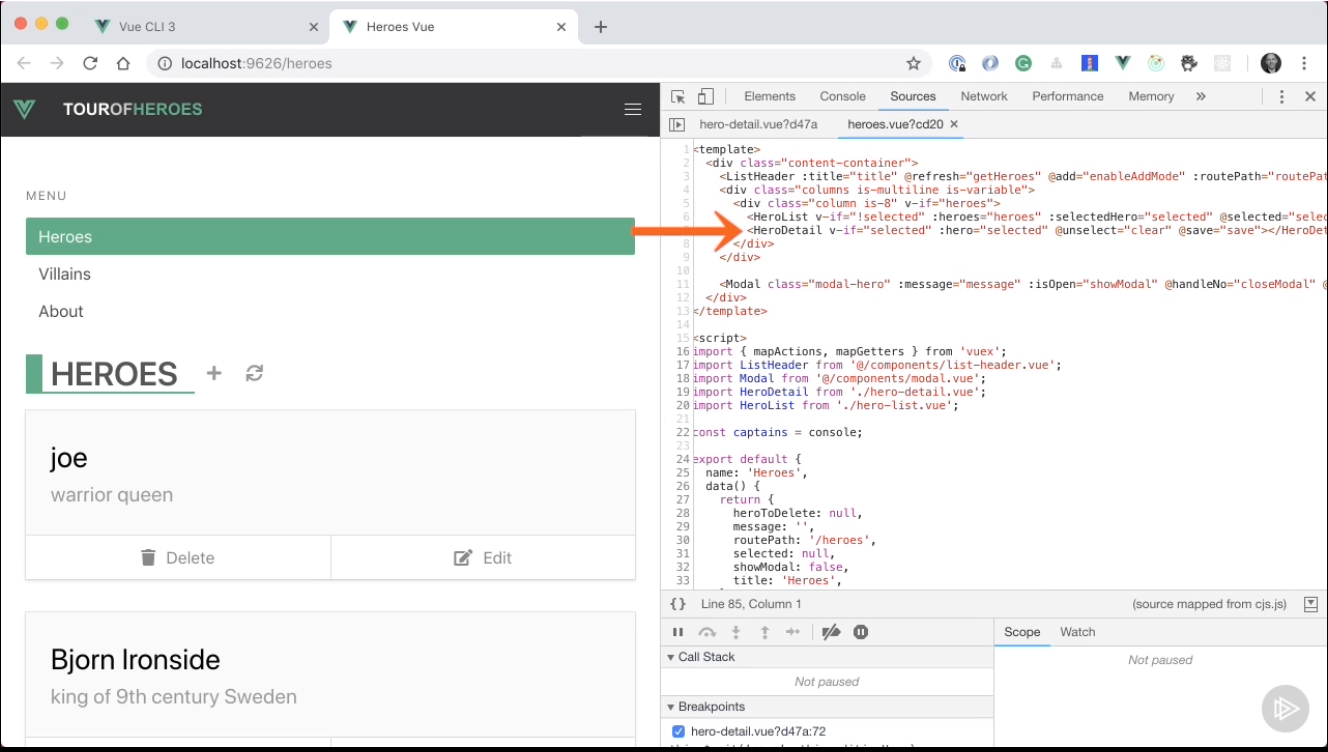 Vue CLI 3
Heroes Vue
localhost:9626/heroes
TOUROFHEROES
MENU
Heroes
Villains
About
HEROES
joe
warrior queen
Delete
Edit
Bjorn Ironside
king of 9th century Sweden
Elements Console Sources Network Performance Memory »
hero-detail.vue?d47a
heroes.vue?cd20
1 <template>
2 <div class="content-container">
3 <ListHeader :title="title" @refresh="getHeroes" @add="enableAddMode" :routePath="routePat
4 <div class="columns is-multiline is-variable">
5 <div class="column is-8" v-if="heroes">
6 <HeroList v-if="!selected" :heroes="heroes" :selectedHero="selected" @selected="selec
<HeroDetail v-if="selected" :hero="selected" @unselect="clear" @save="save"></HeroDet
8 </div>
9 </div>
10
11 <Modal class="modal-hero" :message="message" :isOpen="showModal" @handleNo="closeModal" @
12 </div>
13 </template>
14
15 <script>
16 import { mapActions, mapGetters } from 'vuex';
17 import ListHeader from '@/components/list-header.vue';
18 import Modal from '@/components/modal.vue';
19 import HeroDetail from './hero-detail.vue';
20 import HeroList from './hero-list.vue';
21
22 const captains = console;
23
24 export default {
25 name: 'Heroes',
26 data() {
27 return {
28 heroToDelete: null,
29 message: '',
30 routePath: '/heroes',
31 selected: null,
32 showModal: false,
33 title: 'Heroes',
{} Line 85, Column 1
(source mapped from cjs.js)
Scope Watch
Call Stack
Not paused
Not paused
Breakpoints
hero-detail.vue?d47a:72